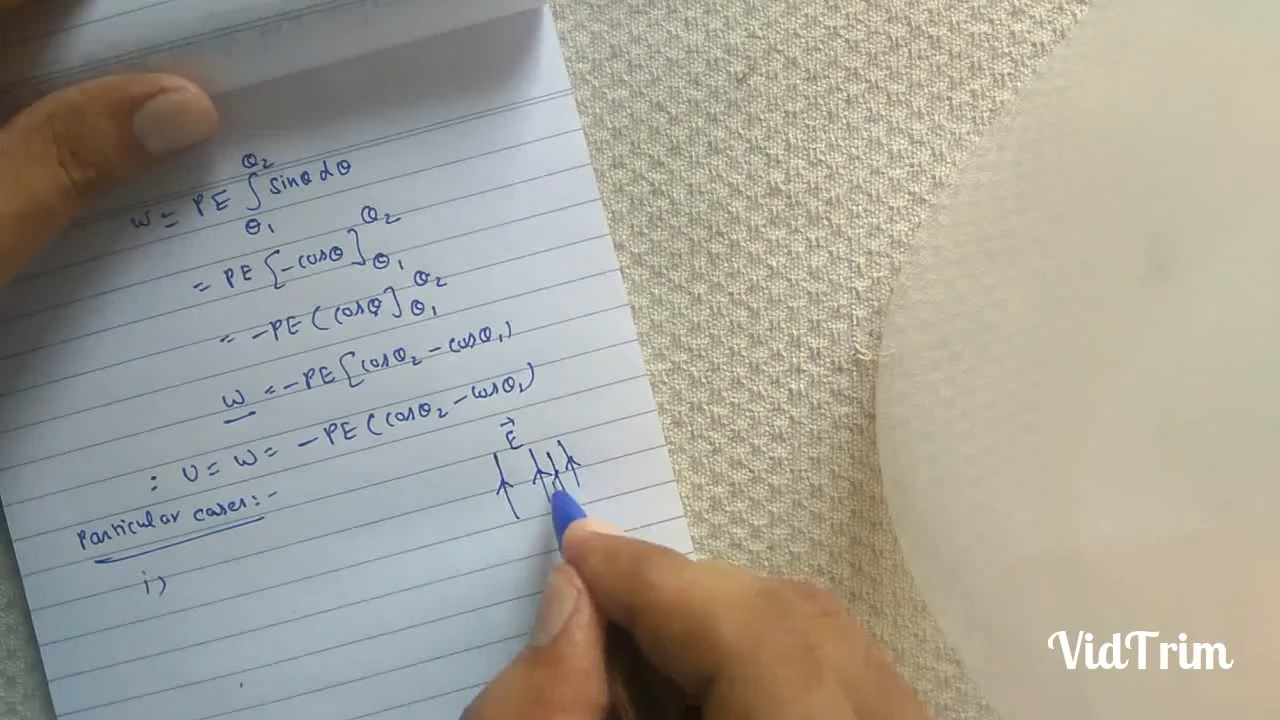 W = PE ∫θ₁^θ₂ sinθ dθ
= PE [-cosθ]θ₁^θ₂
= -PE (cosθ]θ₁^θ₂
W = -PE [cosθ₂ - cosθ₁)
: U = W = -PE (cosθ₂ - cosθ₁)
E⃗
Particular cases:-
i)
VidTrim